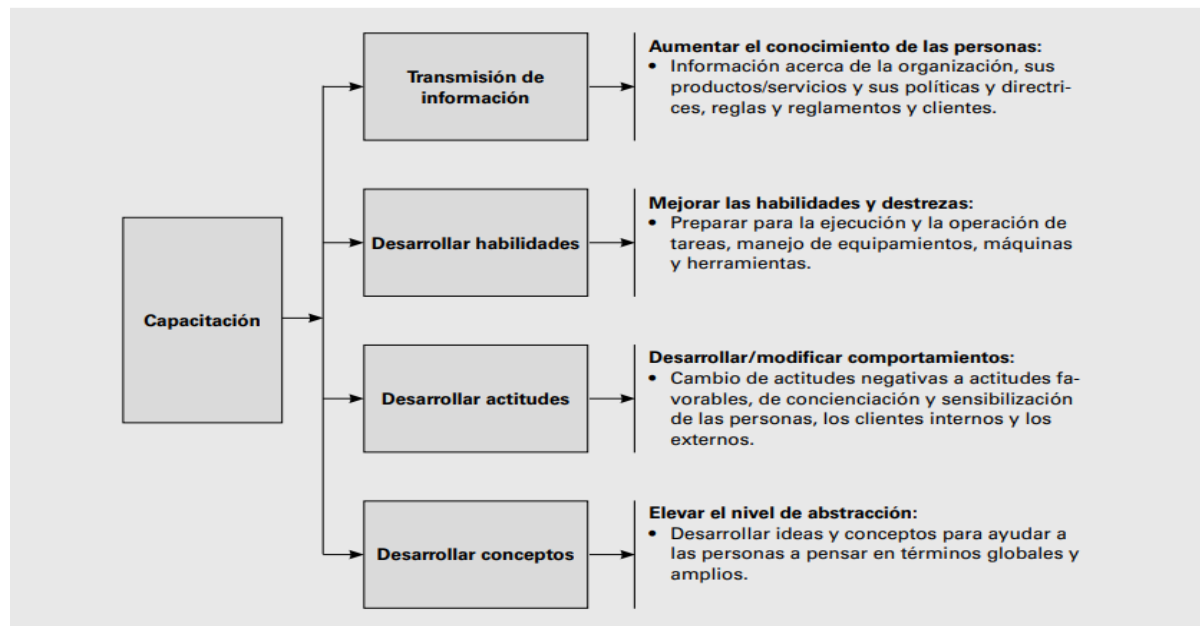 Transmisión de
información
Aumentar el conocimiento de las personas:
• Información acerca de la organización, sus
productos/servicios y sus políticas y directri-
ces, reglas y reglamentos y clientes.
Desarrollar habilidades
Mejorar las habilidades y destrezas:
• Preparar para la ejecución y la operación de
tareas, manejo de equipamientos, máquinas
y herramientas.
Capacitación
Desarrollar actitudes
Desarrollar/modificar comportamientos:
• Cambio de actitudes negativas a actitudes fa-
vorables, de concienciación y sensibilización
de las personas, los clientes internos y los
externos.
Desarrollar conceptos
Elevar el nivel de abstracción:
• Desarrollar ideas y conceptos para ayudar a
las personas a pensar en términos globales y
amplios.